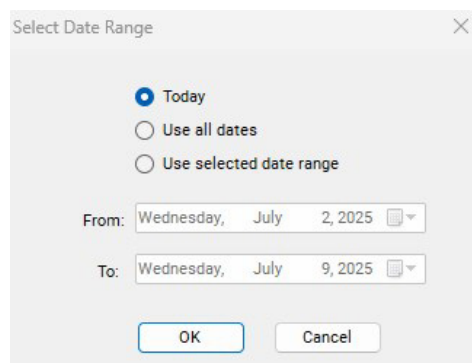 Select Date Range
Today
Use all dates
Use selected date range
From: Wednesday, July 2, 2025
To: Wednesday, July 9, 2025
OK Cancel